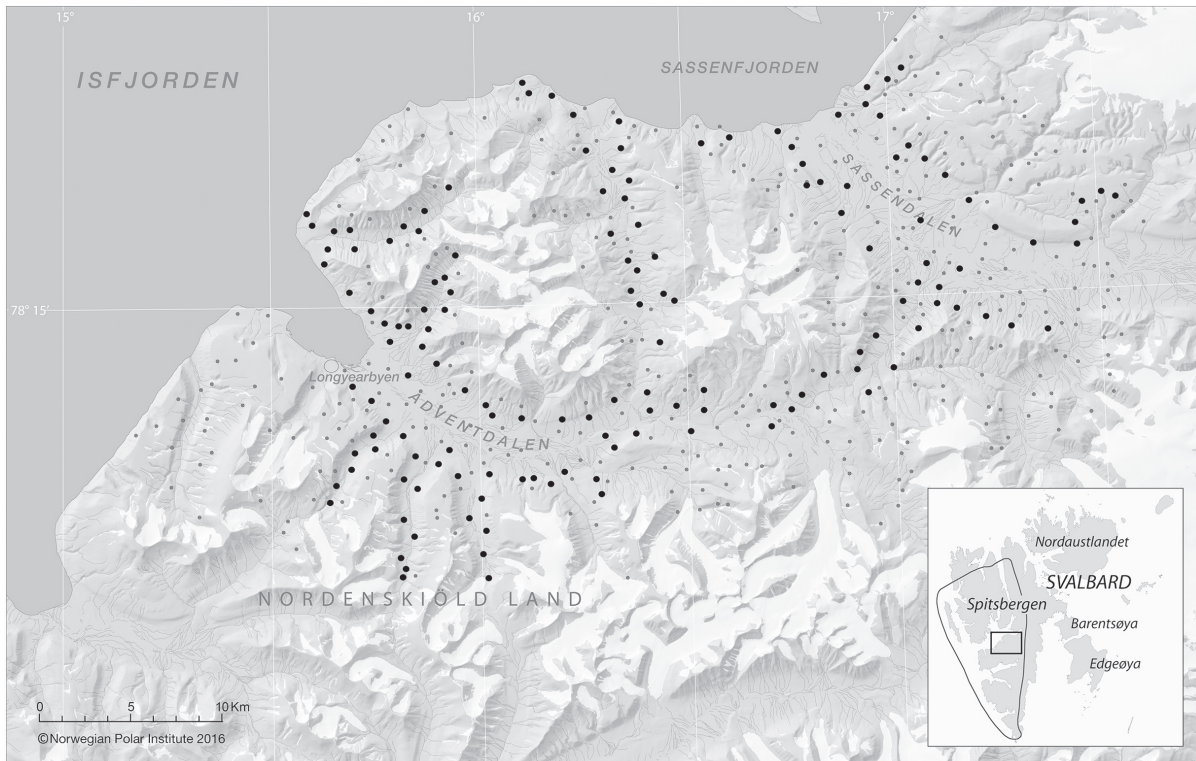 15°
16°
17°
ISFJORDEN
SASSENFJORDEN
SASSENDALEN
78° 15'
Longyearbyen
ADVENTDALEN
NORDENSKIÖLD LAND
0 5 10 Km
©Norwegian Polar Institute 2016
Nordaustlandet
SVALBARD
Spitsbergen
Barentsøya
Edgeøya